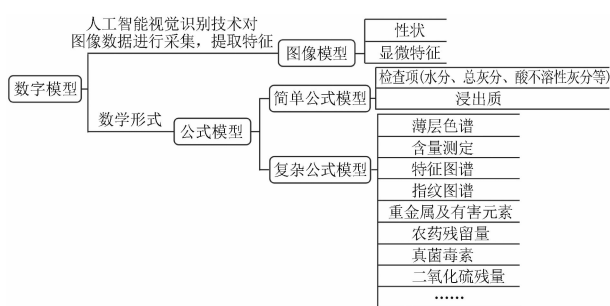 人工智能视觉识别技术对
图像数据进行采集，提取特征
图像模型
性状
显微特征
数字模型
数学形式
公式模型
简单公式模型
检查项(水分、总灰分、酸不溶性灰分等)
浸出质
复杂公式模型
薄层色谱
含量测定
特征图谱
指纹图谱
重金属及有害元素
农药残留量
真菌毒素
二氧化硫残量
……